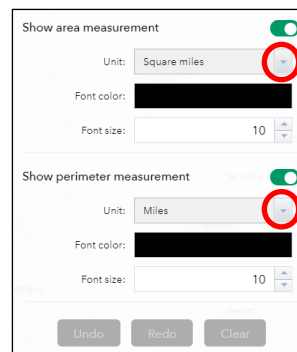 Show area measurement
Unit: Square miles
Font color:
Font size: 10
Show perimeter measurement
Unit: Miles
Font color:
Font size: 10
Undo Redo Clear